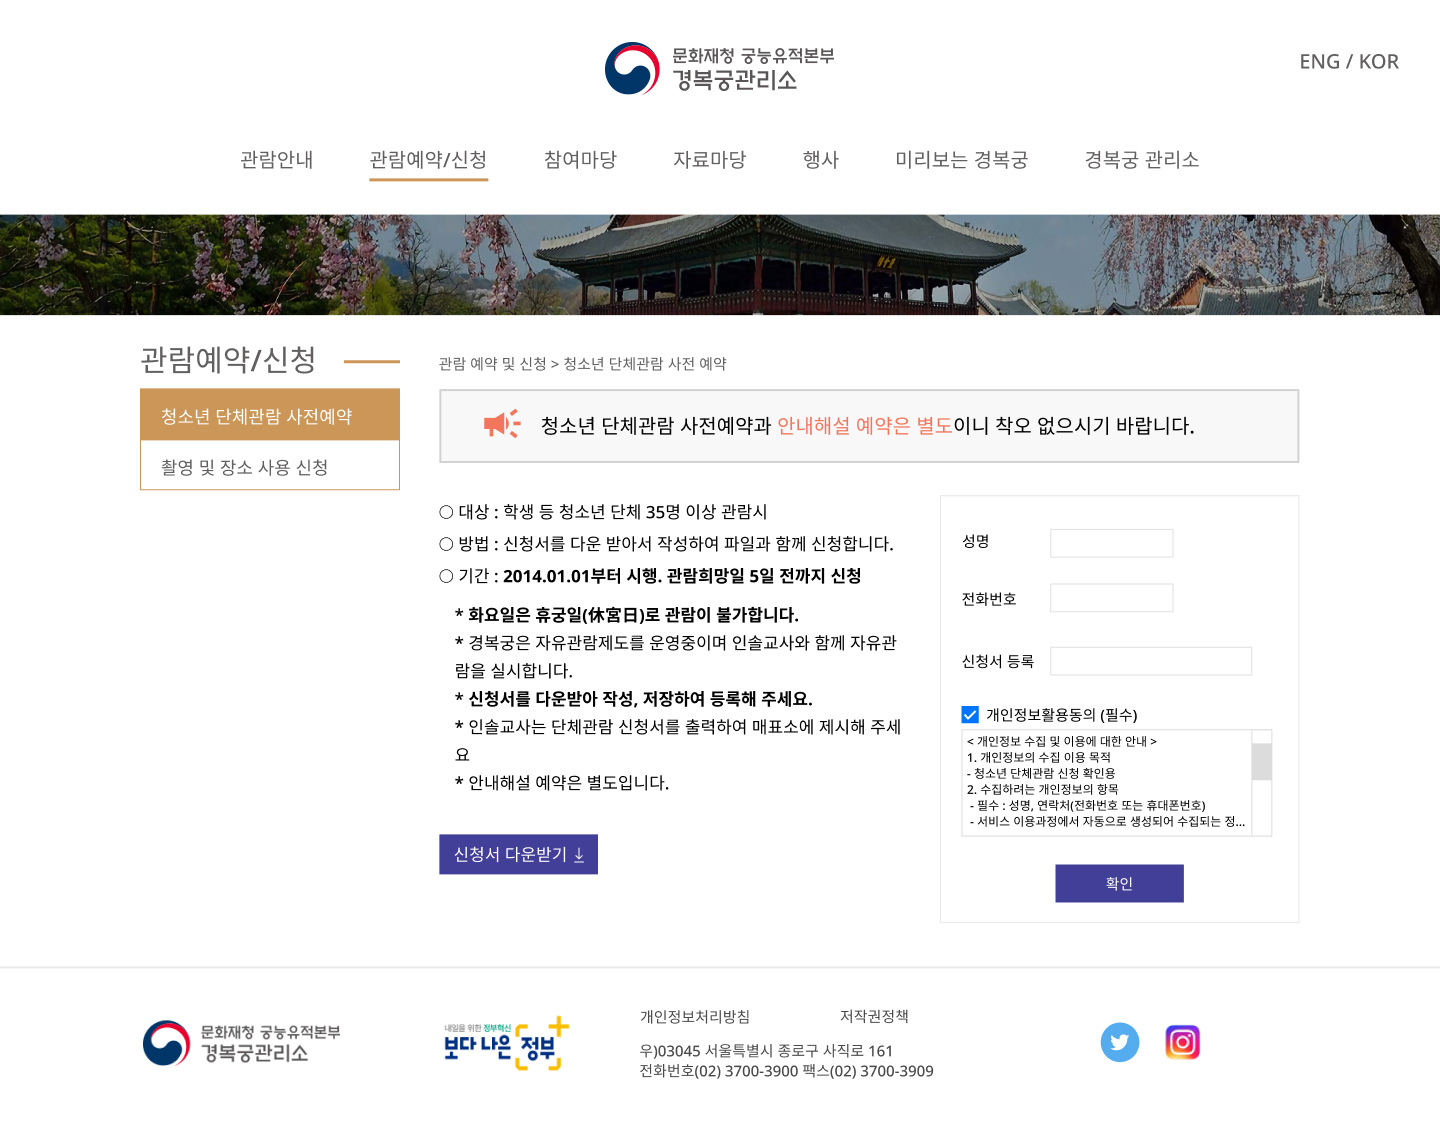 문화재청 궁능유적본부
경복궁관리소
ENG / KOR
관람안내
관람예약/신청
참여마당
자료마당
행사
미리보는 경복궁
경복궁 관리소
관람예약/신청
청소년 단체관람 사전예약
촬영 및 장소 사용 신청
관람 예약 및 신청 > 청소년 단체관람 사전 예약
청소년 단체관람 사전예약과 안내해설 예약은 별도이니 착오 없으시기 바랍니다.
○ 대상 : 학생 등 청소년 단체 35명 이상 관람시
○ 방법 : 신청서를 다운 받아서 작성하여 파일과 함께 신청합니다.
○ 기간 : 2014.01.01부터 시행. 관람희망일 5일 전까지 신청
* 화요일은 휴궁일(休宮日)로 관람이 불가합니다.
* 경복궁은 자유관람제도를 운영중이며 인솔교사와 함께 자유관
람을 실시합니다.
* 신청서를 다운받아 작성, 저장하여 등록해 주세요.
* 인솔교사는 단체관람 신청서를 출력하여 매표소에 제시해 주세
요
* 안내해설 예약은 별도입니다.
신청서 다운받기
성명
전화번호
신청서 등록
개인정보활용동의 (필수)
< 개인정보 수집 및 이용에 대한 안내 >
1. 개인정보의 수집 이용 목적
- 청소년 단체관람 신청 확인용
2. 수집하려는 개인정보의 항목
- 필수 : 성명, 연락처(전화번호 또는 휴대폰번호)
- 서비스 이용과정에서 자동으로 생성되어 수집되는 정...
확인
문화재청 궁능유적본부
경복궁관리소
내일을 위한 정부혁신
보다 나은 정부
개인정보처리방침
저작권정책
우)03045 서울특별시 종로구 사직로 161
전화번호(02) 3700-3900 팩스(02) 3700-3909